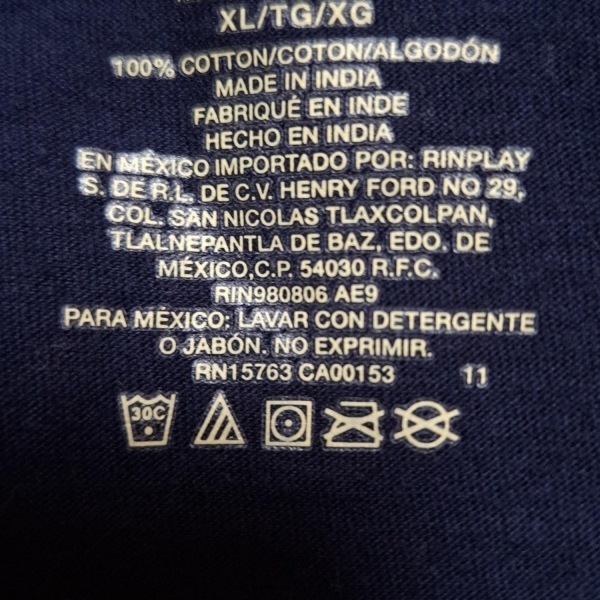 XL/TG/XG
100% COTTON/COTON/ALGODÓN
MADE IN INDIA
FABRIQUÉ EN INDE
HECHO EN INDIA
EN MÉXICO IMPORTADO POR: RINPLAY
S. DE R.L. DE C.V. HENRY FORD NO 29,
COL. SAN NICOLAS TLAXCOLPAN,
TLALNEPANTLA DE BAZ, EDO. DE
MÉXICO,C.P. 54030 R.F.C.
RIN980806 AE9
PARA MÉXICO: LAVAR CON DETERGENTE
O JABÓN. NO EXPRIMIR.
RN15763 CA00153 11
30C